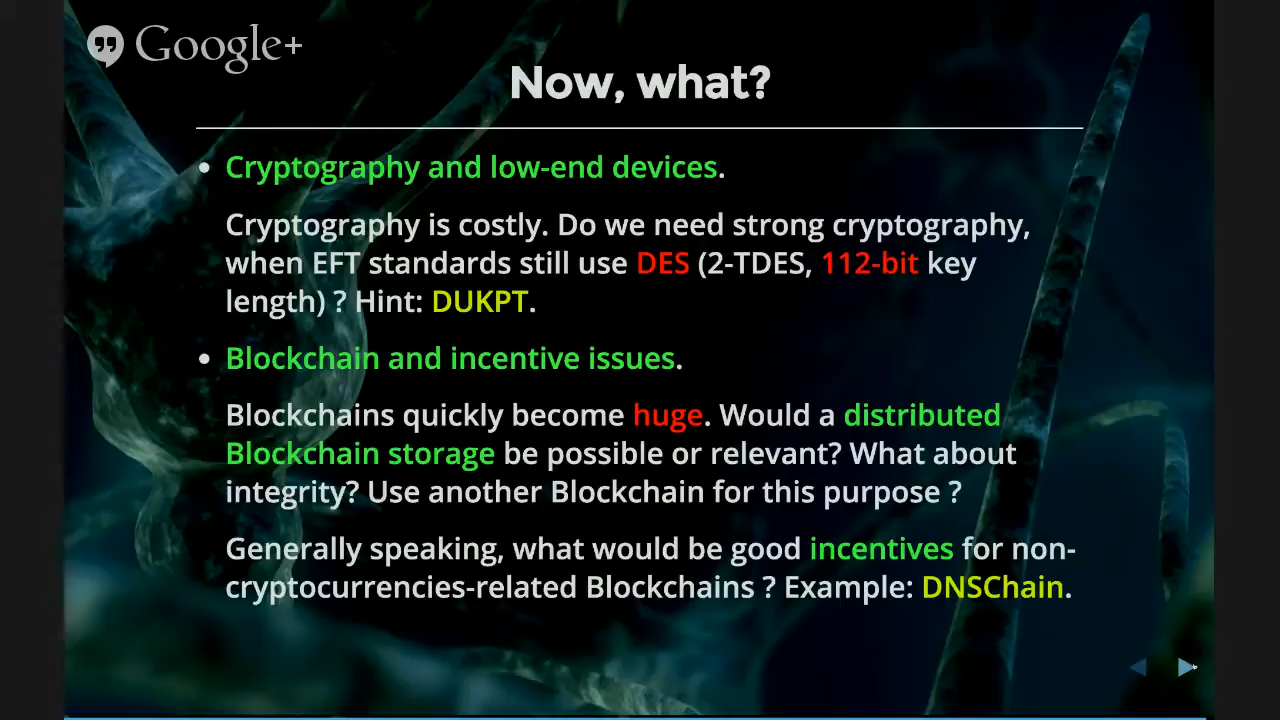 Google+
Now, what?
• Cryptography and low-end devices.
Cryptography is costly. Do we need strong cryptography,
when EFT standards still use DES (2-TDES, 112-bit key
length) ? Hint: DUKPT.
• Blockchain and incentive issues.
Blockchains quickly become huge. Would a distributed
Blockchain storage be possible or relevant? What about
integrity? Use another Blockchain for this purpose ?
Generally speaking, what would be good incentives for non-
cryptocurrencies-related Blockchains ? Example: DNSChain.